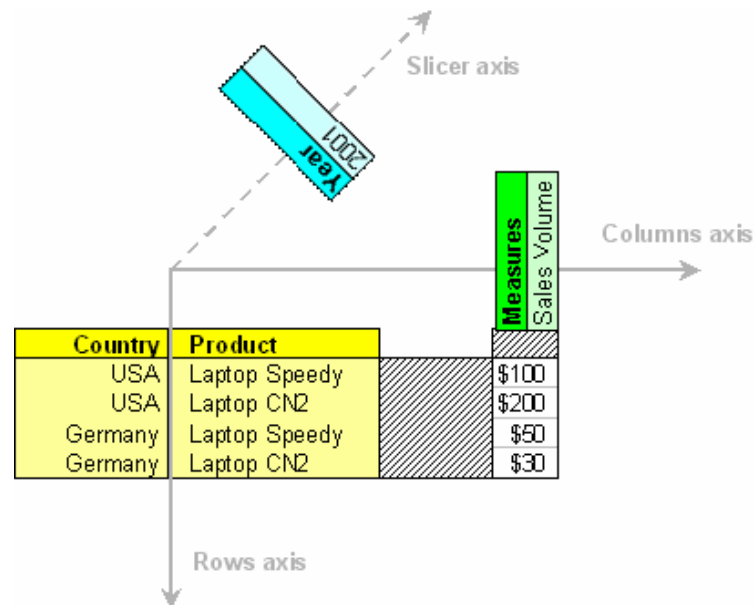 Slicer axis
2001
Year
Columns axis
Measures
Sales Volume
Country Product
USA Laptop Speedy $100
USA Laptop CN2 $200
Germany Laptop Speedy $50
Germany Laptop CN2 $30
Rows axis